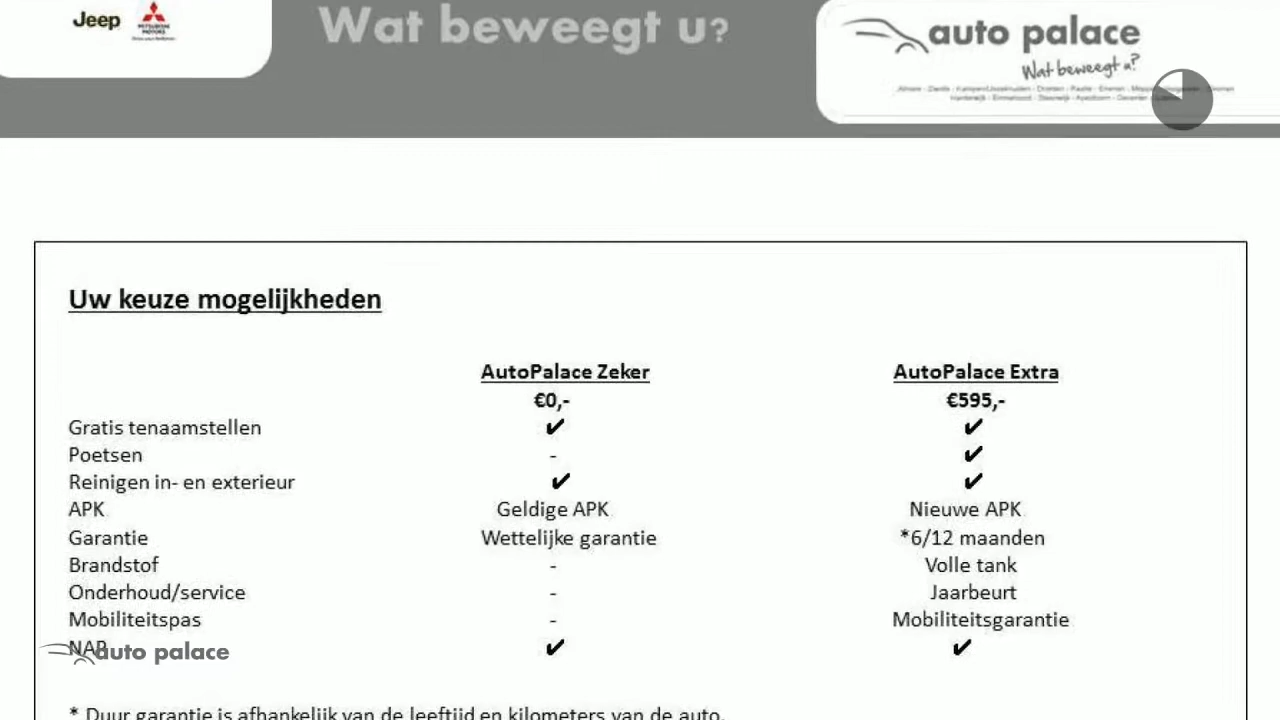 Jeep
MITSUBISHI
MOTORS
Wat beweegt u?
auto palace
Wat beweegt u?
Uw keuze mogelijkheden
AutoPalace Zeker AutoPalace Extra
€0,- €595,-
Gratis tenaamstellen ✔ ✔
Poetsen - ✔
Reinigen in- en exterieur ✔ ✔
APK Geldige APK Nieuwe APK
Garantie Wettelijke garantie *6/12 maanden
Brandstof - Volle tank
Onderhoud/service - Jaarbeurt
Mobiliteitspas - Mobiliteitsgarantie
NAP ✔ ✔
auto palace
* Duur garantie is afhankelijk van de leeftijd en kilometers van de auto.